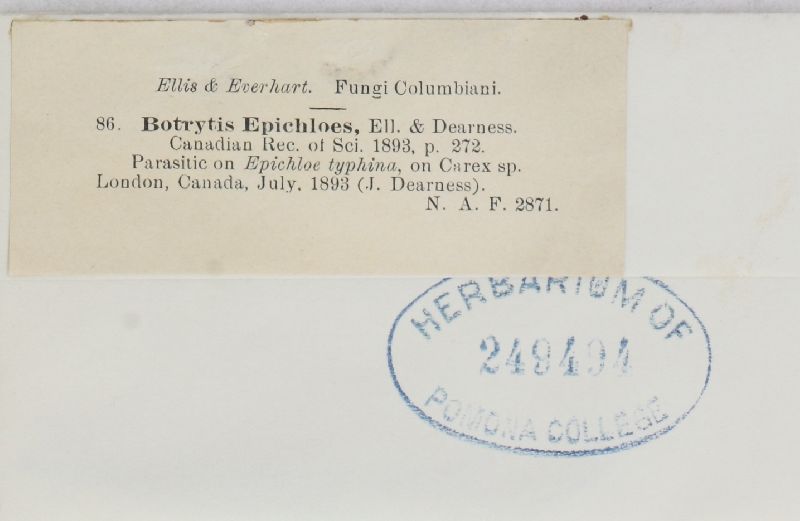 Ellis & Everhart. Fungi Columbiani.
86. Botrytis Epichloes, Ell. & Dearness.
Canadian Rec. of Sci. 1893, p. 272.
Parasitic on Epichloe typhina, on Carex sp.
London, Canada, July, 1893 (J. Dearness).
N. A. F. 2871.
HERBARIUM OF
249494
POMONA COLLEGE